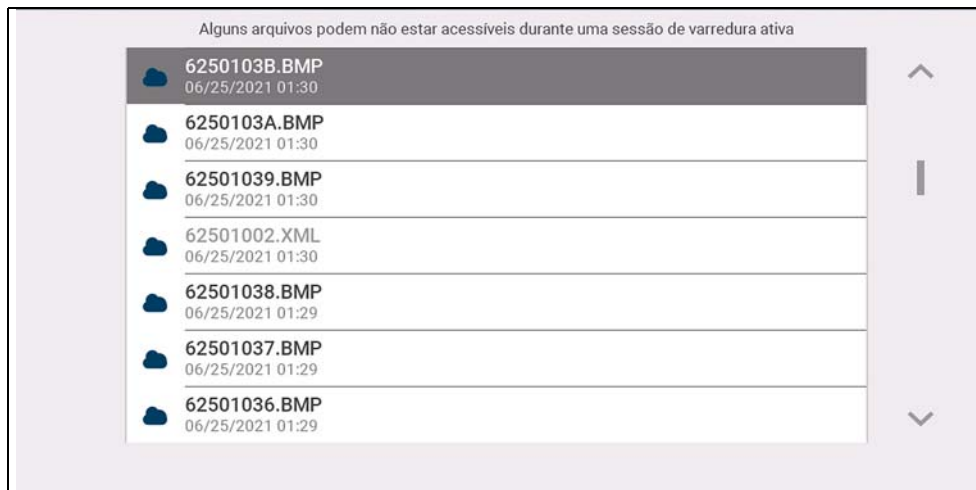 Alguns arquivos podem não estar acessíveis durante uma sessão de varredura ativa
6250103B.BMP
06/25/2021 01:30
6250103A.BMP
06/25/2021 01:30
62501039.BMP
06/25/2021 01:30
62501002.XML
06/25/2021 01:30
62501038.BMP
06/25/2021 01:29
62501037.BMP
06/25/2021 01:29
62501036.BMP
06/25/2021 01:29